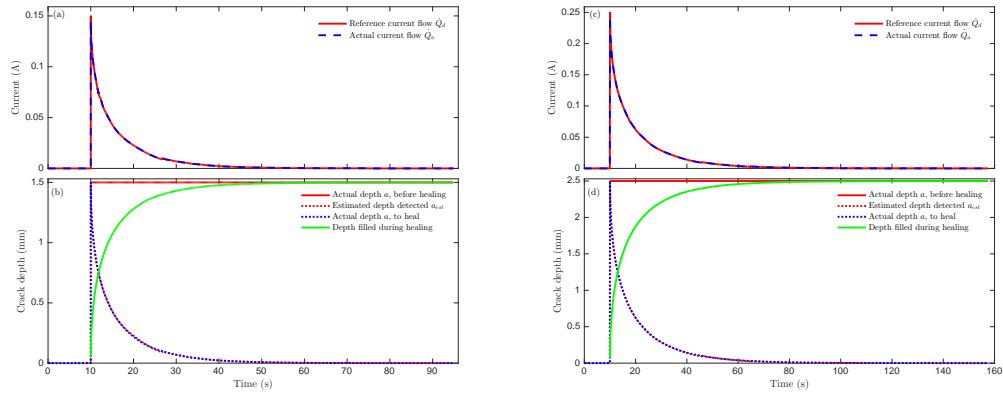 (a)
Reference current flow Q̇d
Actual current flow Q̇a
Current (A)
0.15
0.1
0.05
0
(b)
Actual depth a, before healing
Estimated depth detected aest
Actual depth a, to heal
Depth filled during healing
Crack depth (mm)
1.5
1
0.5
0
0 10 20 30 40 50 60 70 80 90
Time (s)
(c)
Reference current flow Q̇d
Actual current flow Q̇a
Current (A)
0.25
0.2
0.15
0.1
0.05
0
(d)
Actual depth a, before healing
Estimated depth detected aest
Actual depth a, to heal
Depth filled during healing
Crack depth (mm)
2.5
2
1.5
1
0.5
0
0 20 40 60 80 100 120 140 160
Time (s)